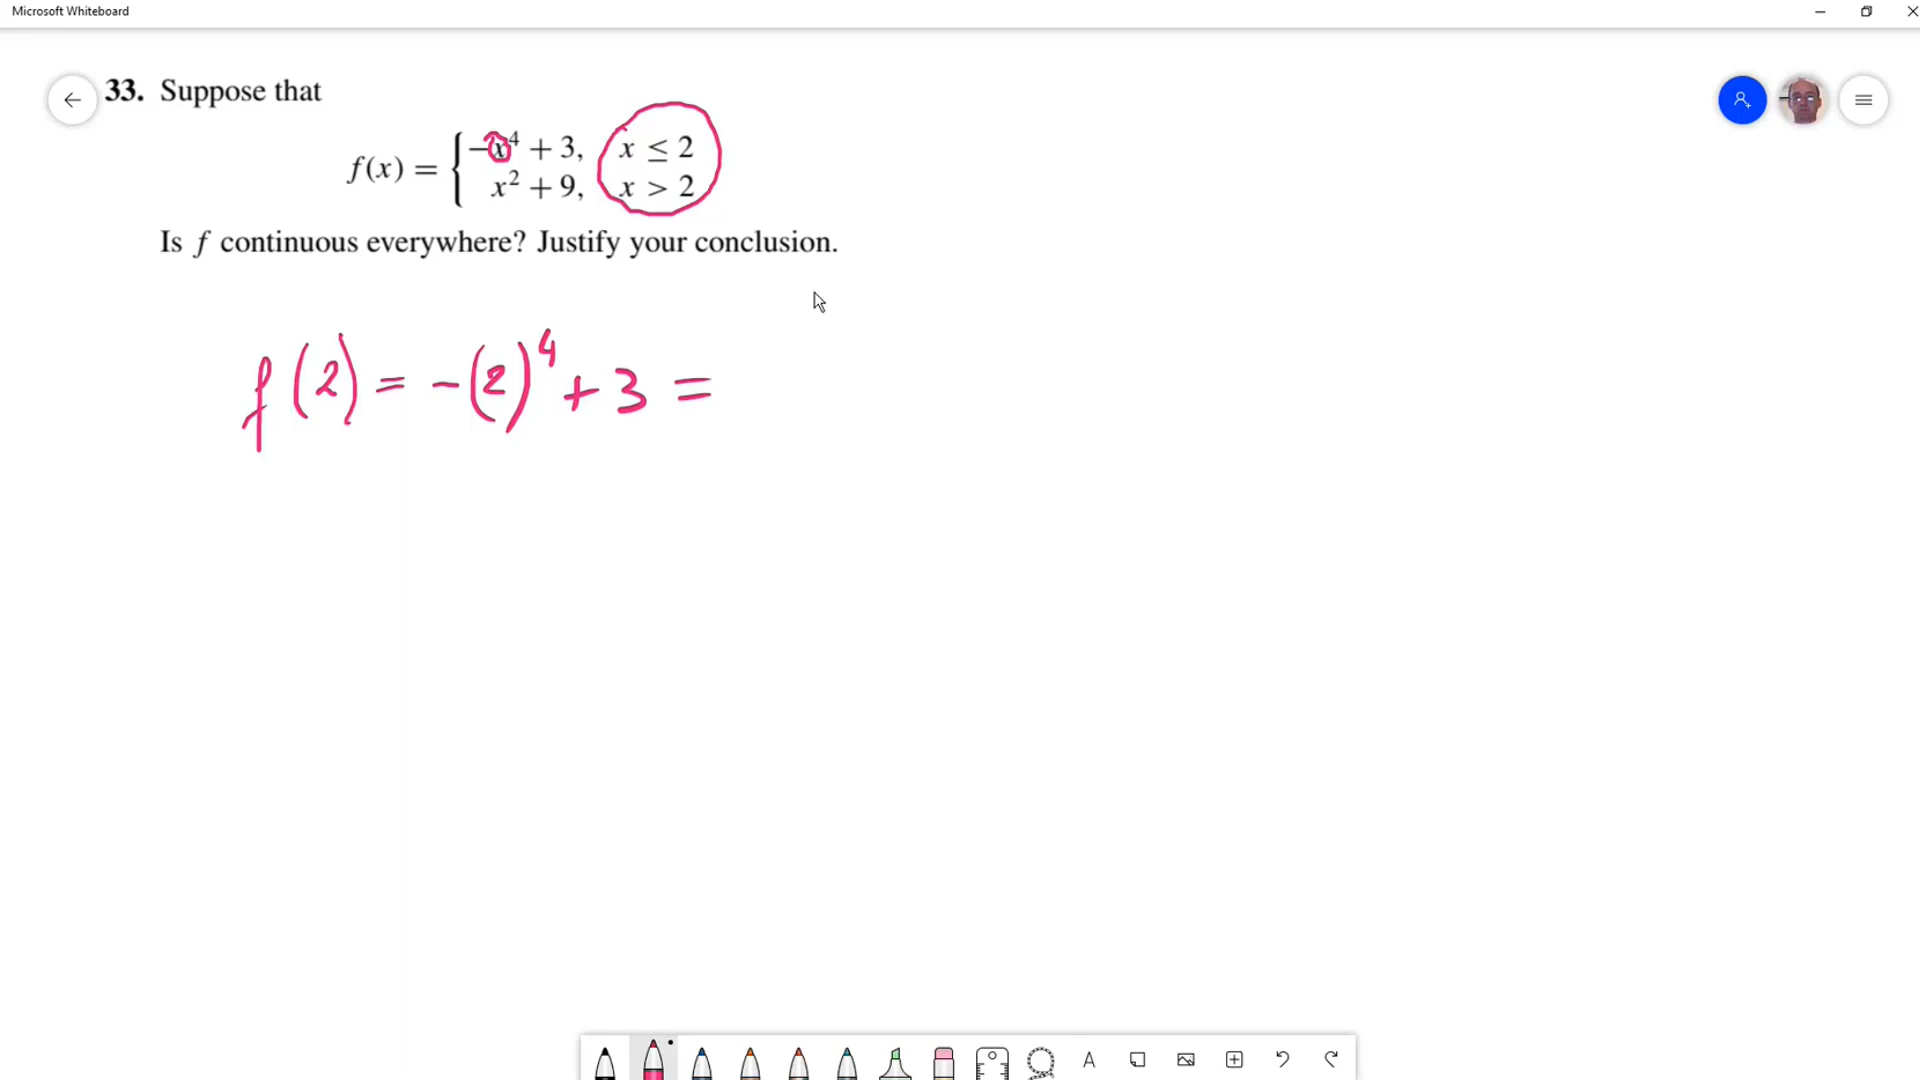 Microsoft Whiteboard
33. Suppose that
f(x) = { −x⁴ + 3, x ≤ 2
x² + 9, x > 2
Is f continuous everywhere? Justify your conclusion.
f(2) = −(2)⁴ + 3 =
A